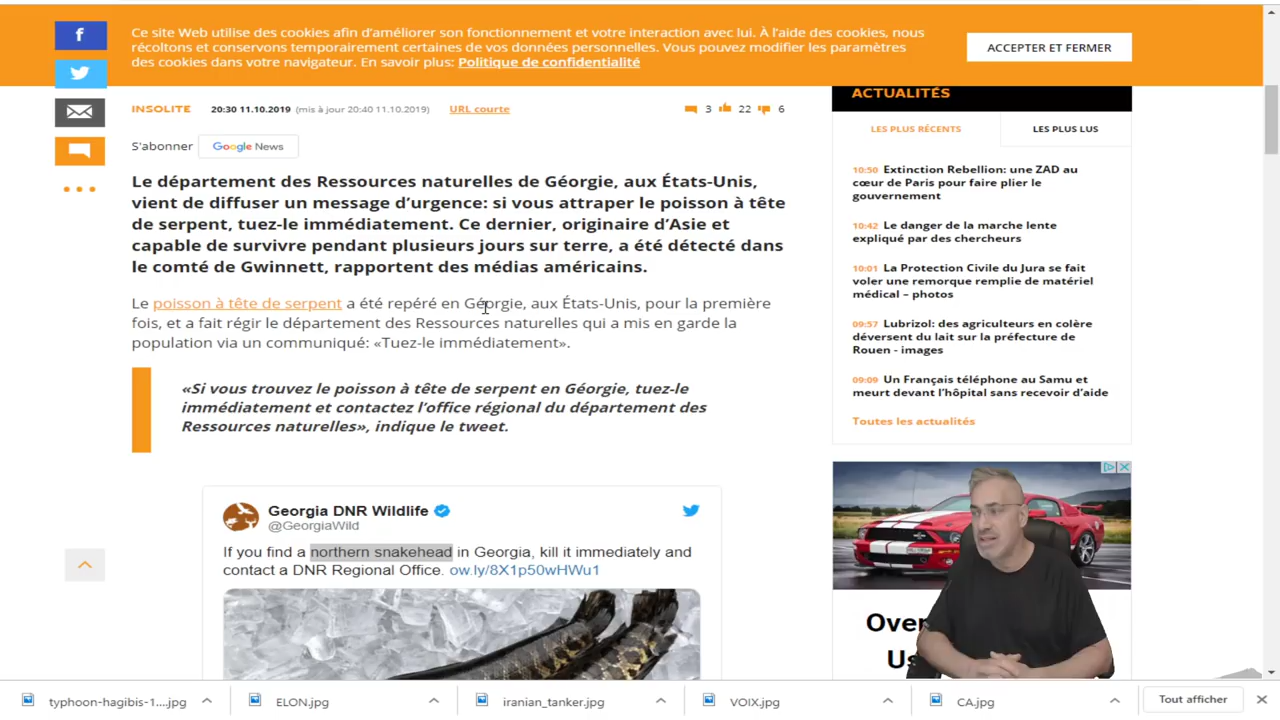 Ce site Web utilise des cookies afin d'améliorer son fonctionnement et votre interaction avec lui. À l'aide des cookies, nous
récoltons et conservons temporairement certaines de vos données personnelles. Vous pouvez modifier les paramètres
des cookies dans votre navigateur. En savoir plus: Politique de confidentialité
ACCEPTER ET FERMER
f
INSOLITE 20:30 11.10.2019 (mis à jour 20:40 11.10.2019) URL courte 3 22 6
S'abonner Google News
Le département des Ressources naturelles de Géorgie, aux États-Unis,
vient de diffuser un message d'urgence: si vous attraper le poisson à tête
de serpent, tuez-le immédiatement. Ce dernier, originaire d'Asie et
capable de survivre pendant plusieurs jours sur terre, a été détecté dans
le comté de Gwinnett, rapportent des médias américains.
Le poisson à tête de serpent a été repéré en Géorgie, aux États-Unis, pour la première
fois, et a fait régir le département des Ressources naturelles qui a mis en garde la
population via un communiqué: «Tuez-le immédiatement».
«Si vous trouvez le poisson à tête de serpent en Géorgie, tuez-le
immédiatement et contactez l'office régional du département des
Ressources naturelles», indique le tweet.
Georgia DNR Wildlife
@GeorgiaWild
If you find a northern snakehead in Georgia, kill it immediately and
contact a DNR Regional Office. ow.ly/8X1p50wHWu1
ACTUALITÉS
LES PLUS RÉCENTS LES PLUS LUS
10:50 Extinction Rebellion: une ZAD au
cœur de Paris pour faire plier le
gouvernement
10:42 Le danger de la marche lente
expliqué par des chercheurs
10:01 La Protection Civile du Jura se fait
voler une remorque remplie de matériel
médical – photos
09:57 Lubrizol: des agriculteurs en colère
déversent du lait sur la préfecture de
Rouen - images
09:09 Un Français téléphone au Samu et
meurt devant l'hôpital sans recevoir d'aide
Toutes les actualités
Over
Us
typhoon-hagibis-1....jpg
ELON.jpg
iranian_tanker.jpg
VOIX.jpg
CA.jpg
Tout afficher